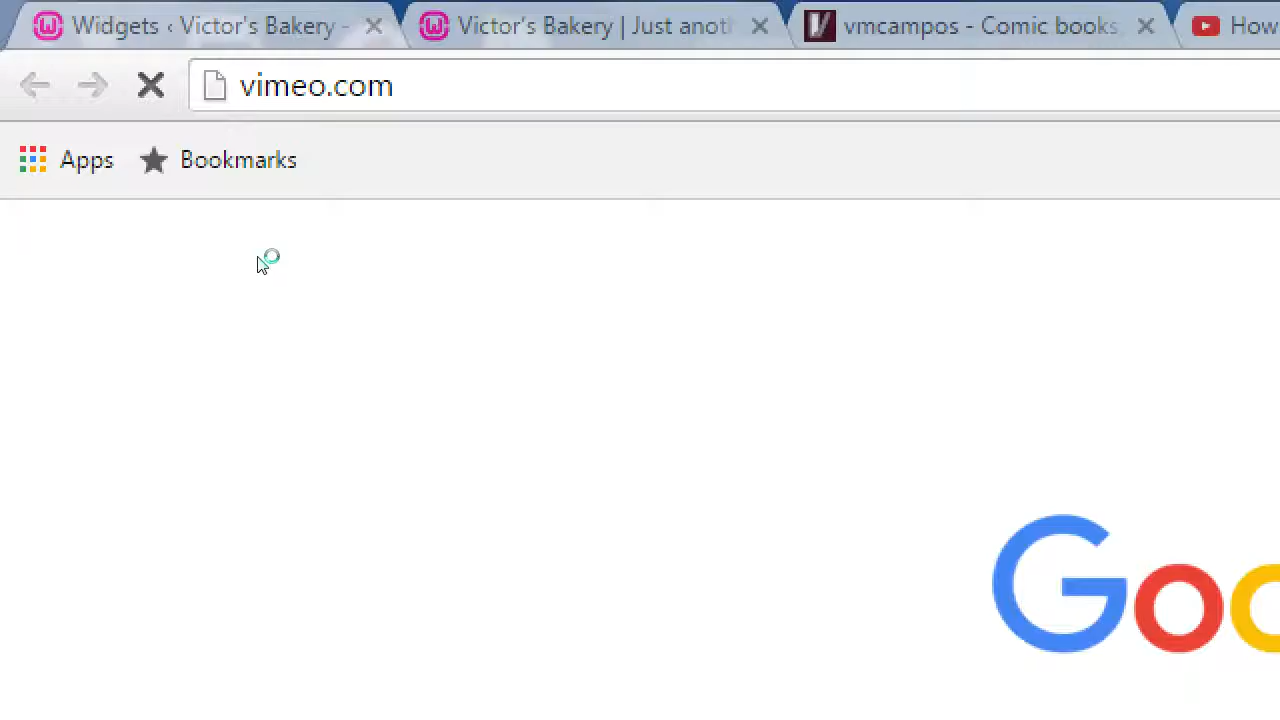 Widgets ‹ Victor's Bakery -
Victor's Bakery | Just anot
vmcampos - Comic books,
How
vimeo.com
Apps
Bookmarks
Goo